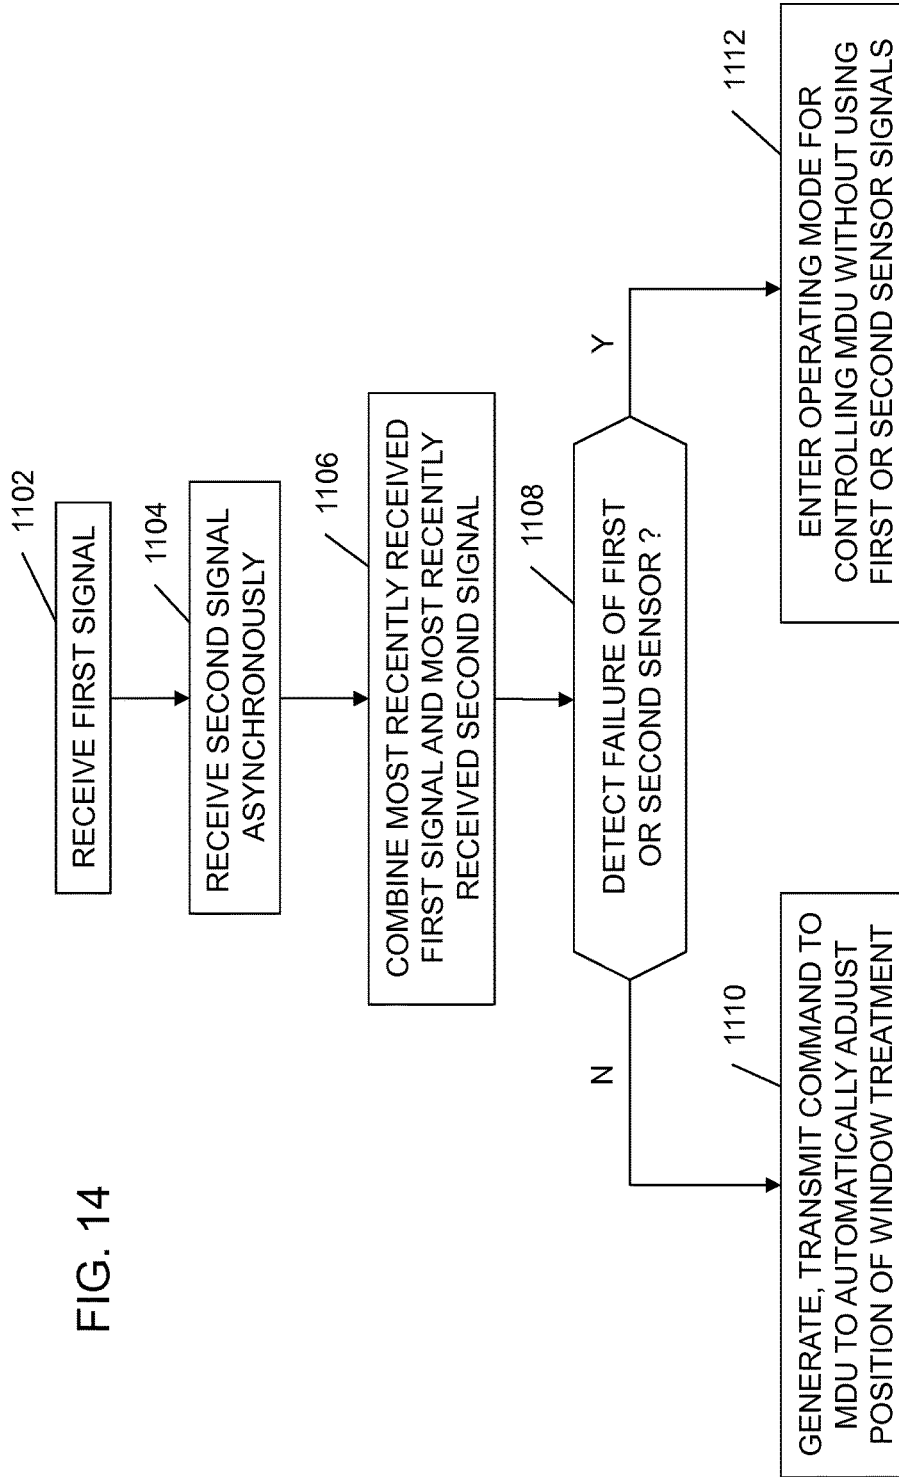 FIG. 14
1102
RECEIVE FIRST SIGNAL
1104
RECEIVE SECOND SIGNAL
ASYNCHRONOUSLY
1106
COMBINE MOST RECENTLY RECEIVED
FIRST SIGNAL AND MOST RECENTLY
RECEIVED SECOND SIGNAL
1108
DETECT FAILURE OF FIRST
OR SECOND SENSOR ?
N
Y
1110
GENERATE, TRANSMIT COMMAND TO
MDU TO AUTOMATICALLY ADJUST
POSITION OF WINDOW TREATMENT
1112
ENTER OPERATING MODE FOR
CONTROLLING MDU WITHOUT USING
FIRST OR SECOND SENSOR SIGNALS